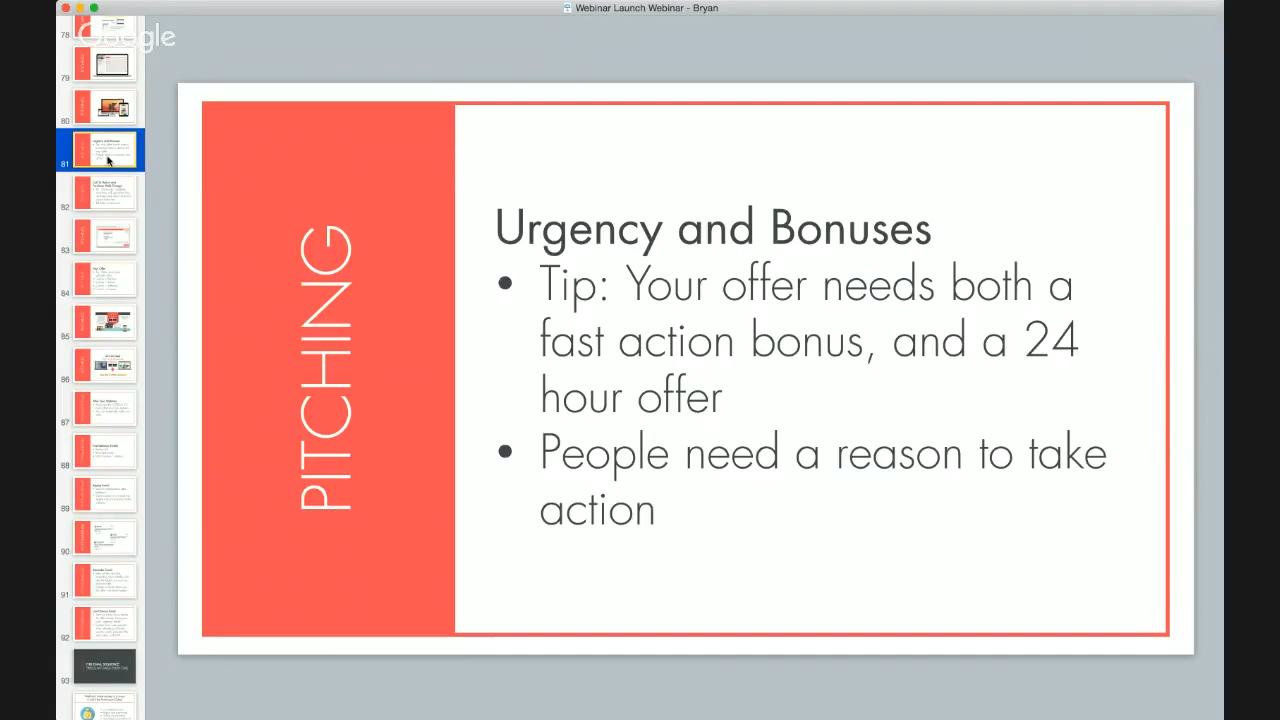 Webinar Launch Webinar - Bryan
Google
78
79
80
81
82
83
84
85
86
87
88
89
90
91
92
93
PITCHING
Urgency and Bonuses
• Tip: Your offer needs both a
fast action bonus, and a 24
hour offer
• People need a reason to take
action